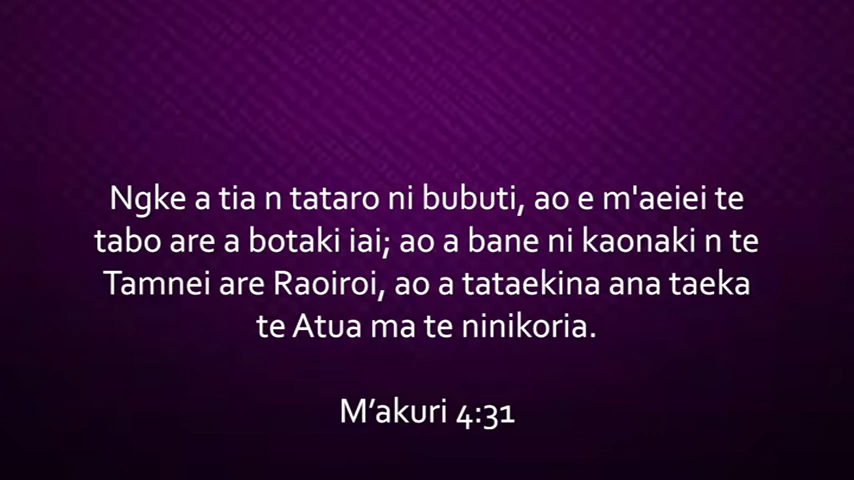 Ngke a tia n tataro ni bubuti, ao e m'aeiei te
tabo are a botaki iai; ao a bane ni kaonaki n te
Tamnei are Raoiroi, ao a tataekina ana taeka
te Atua ma te ninikoria.
M’akuri 4:31